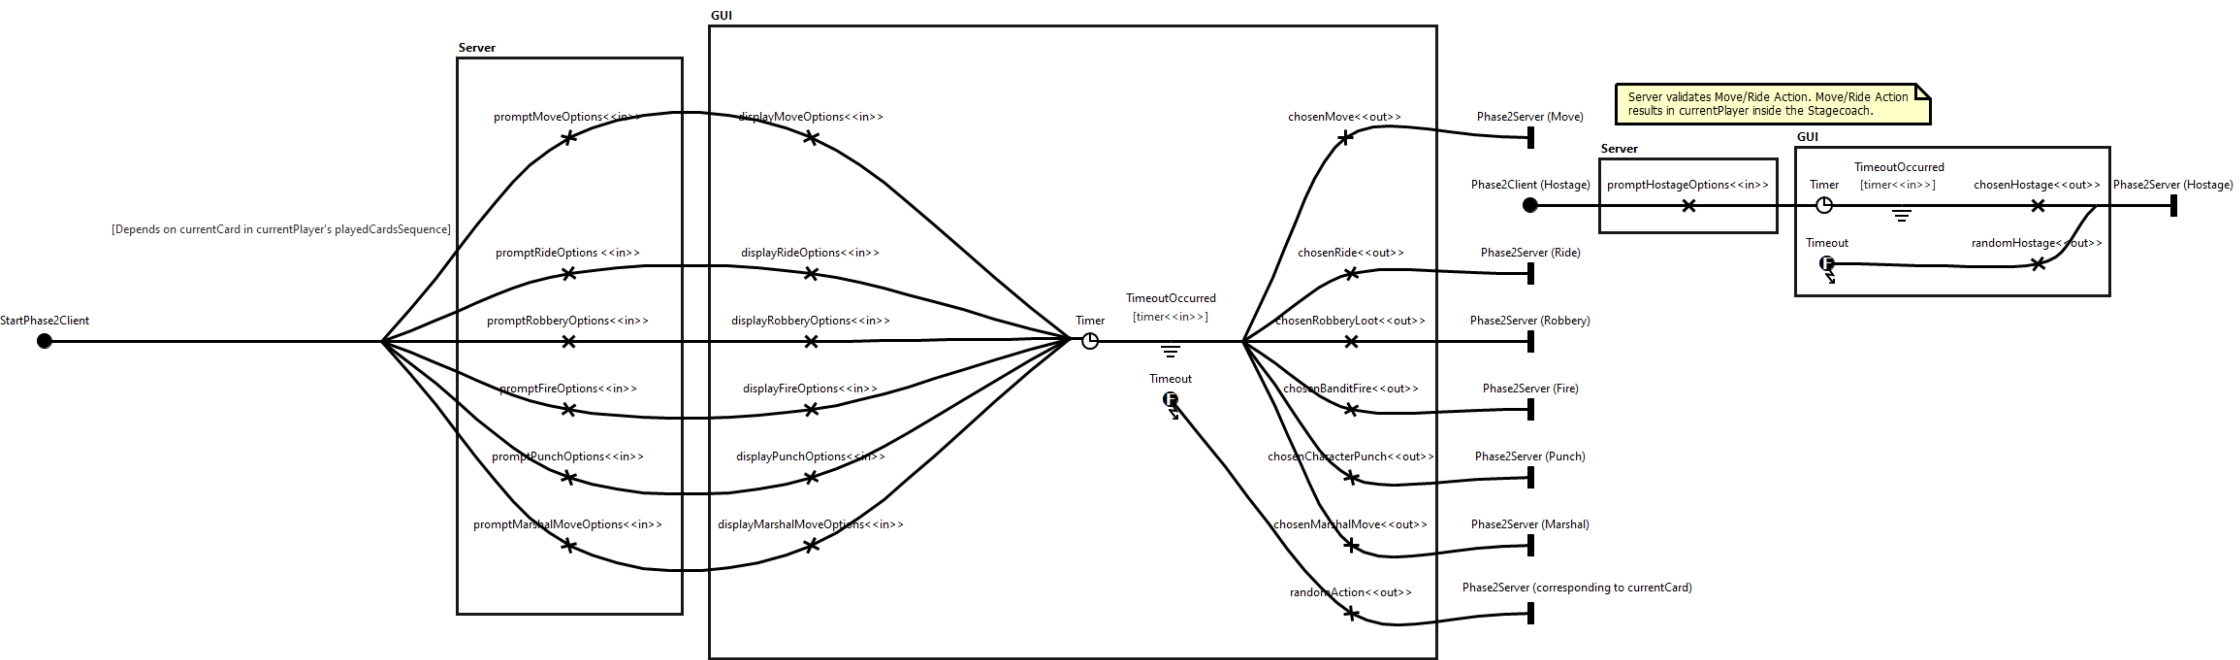 GUI
Server
promptMoveOptions<<in>>
displayMoveOptions<<in>>
chosenMove<<out>>
Phase2Server (Move)
Server validates Move/Ride Action. Move/Ride Action
results in currentPlayer inside the Stagecoach.
Server
GUI
Phase2Client (Hostage)
promptHostageOptions<<in>>
Timer
TimeoutOccurred
[timer<<in>>]
chosenHostage<<out>>
Phase2Server (Hostage)
Timeout
F
randomHostage<<out>>
[Depends on currentCard in currentPlayer's playedCardsSequence]
promptRideOptions <<in>>
displayRideOptions<<in>>
chosenRide<<out>>
Phase2Server (Ride)
StartPhase2Client
promptRobberyOptions<<in>>
displayRobberyOptions<<in>>
Timer
TimeoutOccurred
[timer<<in>>]
chosenRobberyLoot<<out>>
Phase2Server (Robbery)
Timeout
F
promptFireOptions<<in>>
displayFireOptions<<in>>
chosenBanditFire<<out>>
Phase2Server (Fire)
promptPunchOptions<<in>>
displayPunchOptions<<in>>
chosenCharacterPunch<<out>>
Phase2Server (Punch)
promptMarshalMoveOptions<<in>>
displayMarshalMoveOptions<<in>>
chosenMarshalMove<<out>>
Phase2Server (Marshal)
randomAction<<out>>
Phase2Server (corresponding to currentCard)